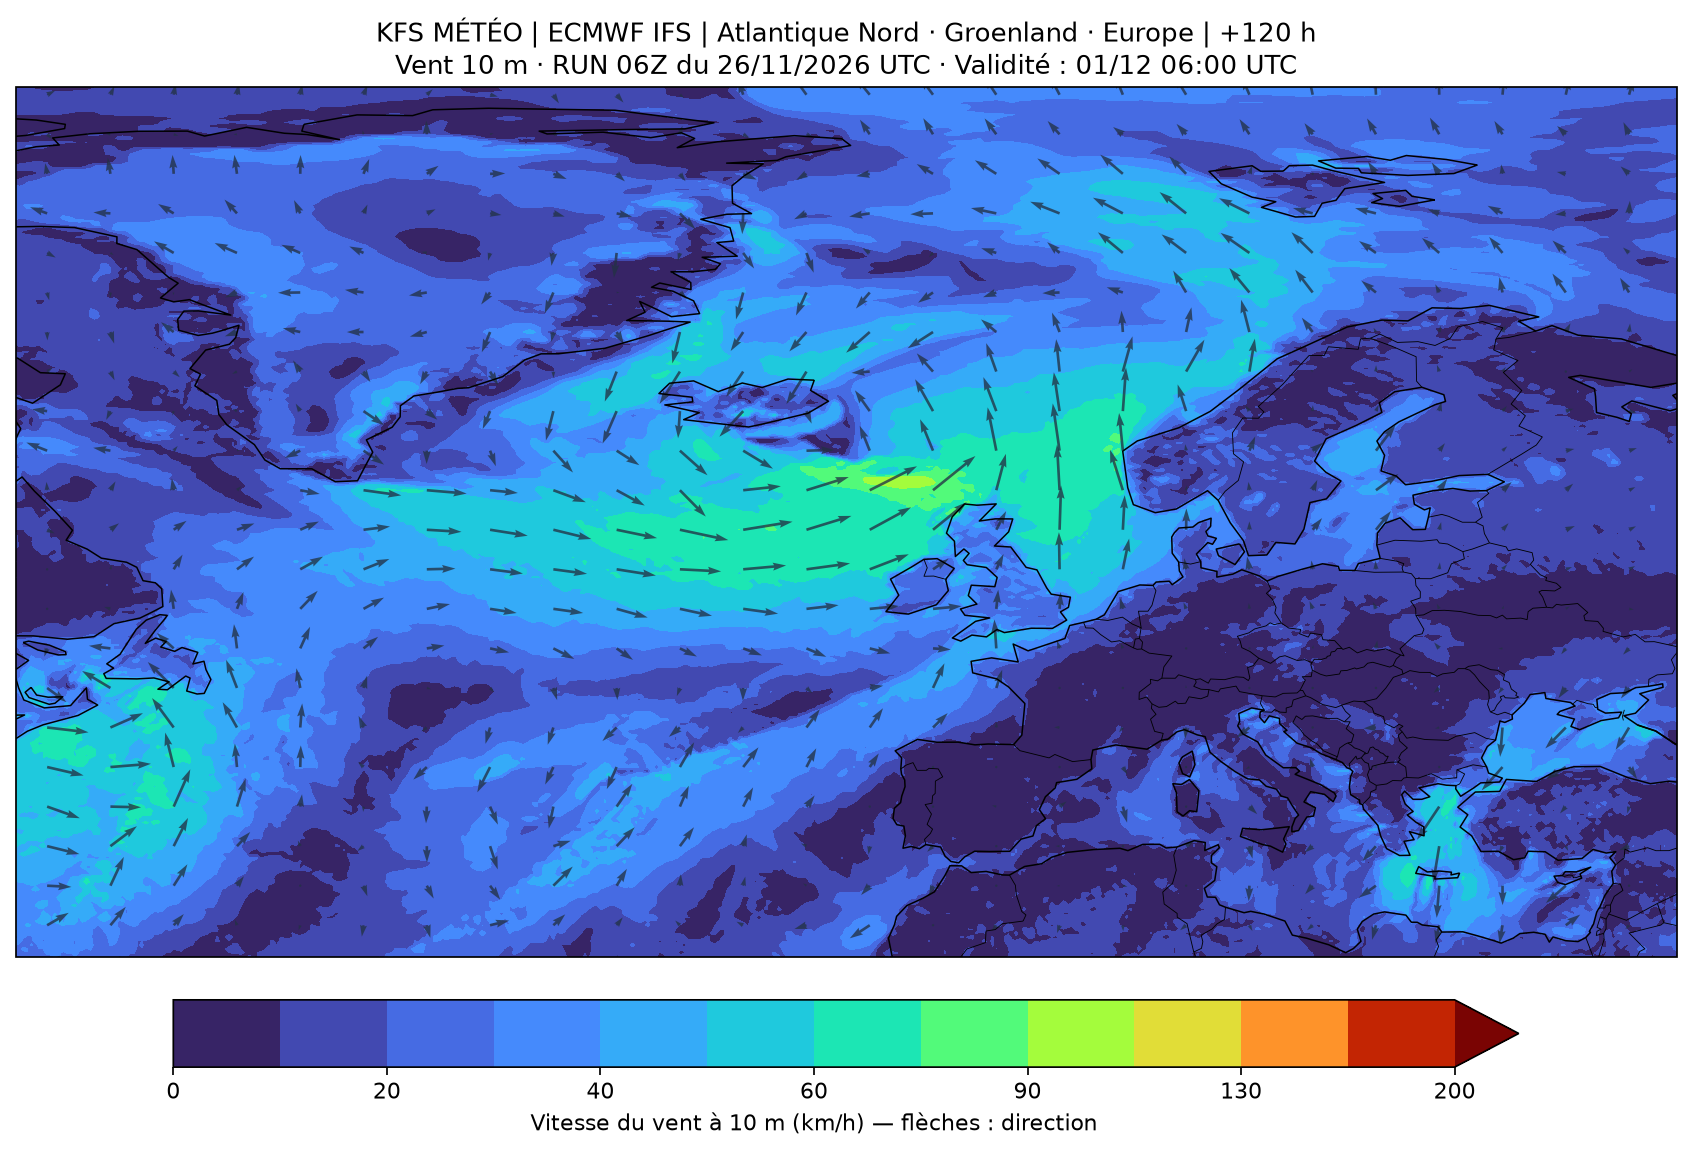 KFS MÉTÉO | ECMWF IFS | Atlantique Nord · Groenland · Europe | +120 h
Vent 10 m · RUN 06Z du 26/11/2026 UTC · Validité : 01/12 06:00 UTC
0 20 40 60 90 130 200
Vitesse du vent à 10 m (km/h) — flèches : direction